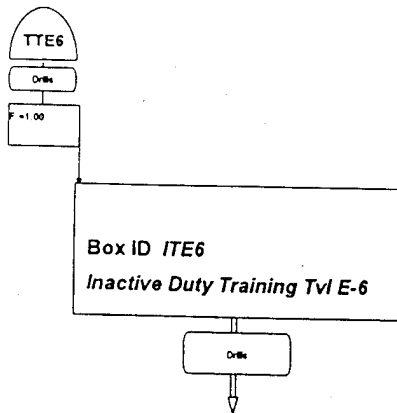 TTE6
Drills
F =1.00
Box ID ITE6
Inactive Duty Training Tvl E-6
Drills